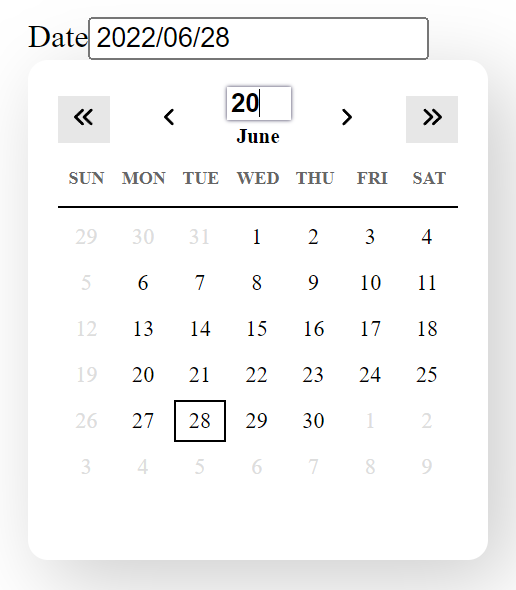 Date 2022/06/28
20
June
SUN MON TUE WED THU FRI SAT
29 30 31 1 2 3 4
5 6 7 8 9 10 11
12 13 14 15 16 17 18
19 20 21 22 23 24 25
26 27 28 29 30 1 2
3 4 5 6 7 8 9